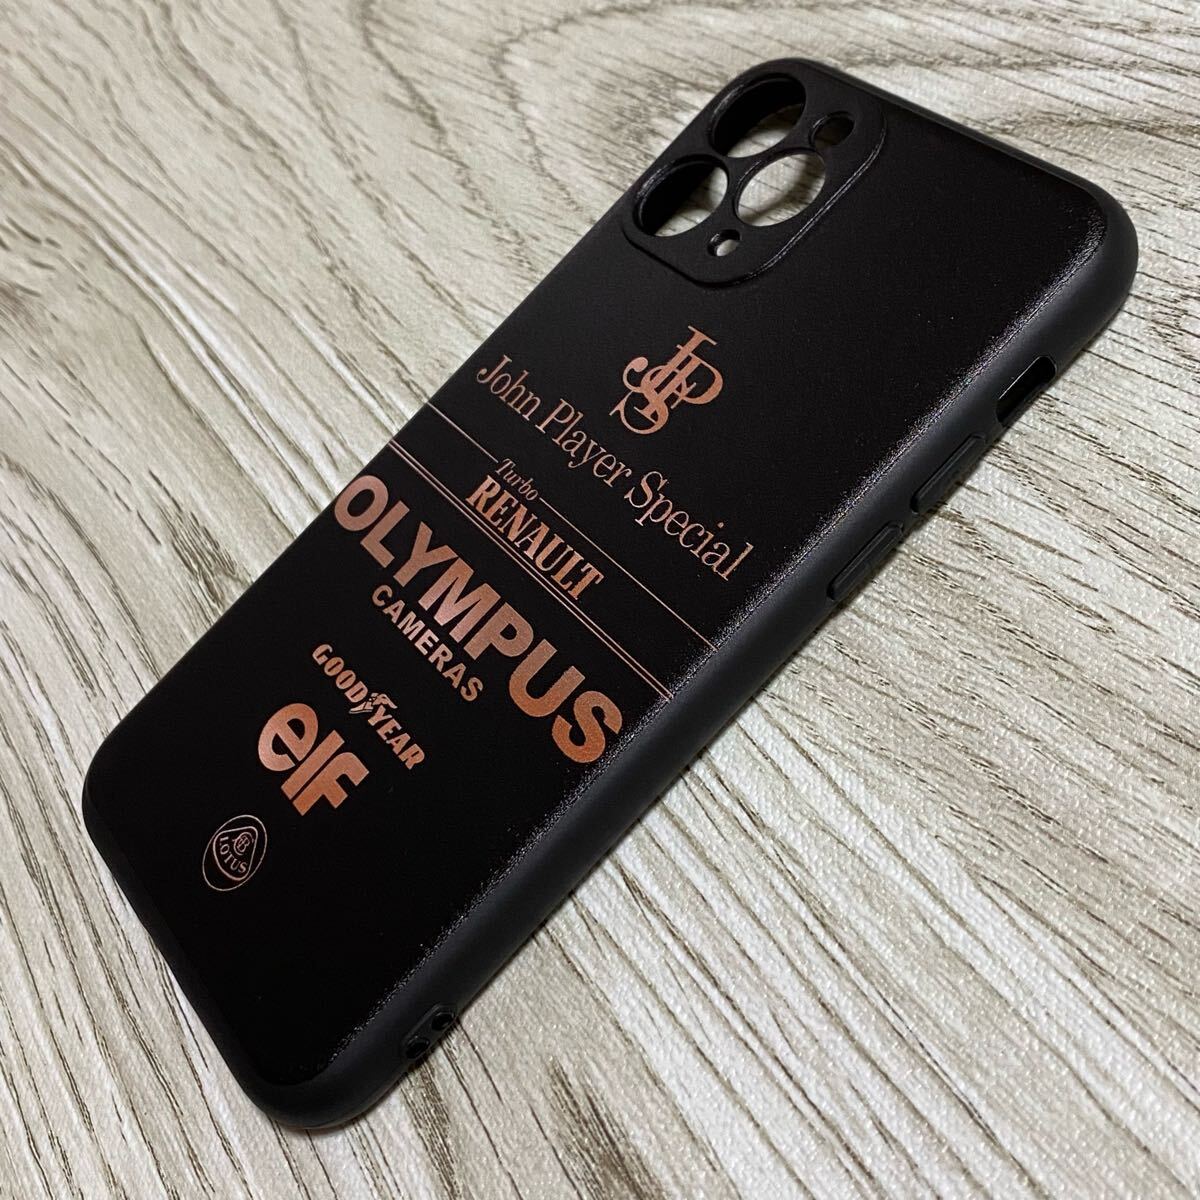 JPS
John Player Special
Turbo
RENAULT
OLYMPUS
CAMERAS
GOODYEAR
elf
LOTUS